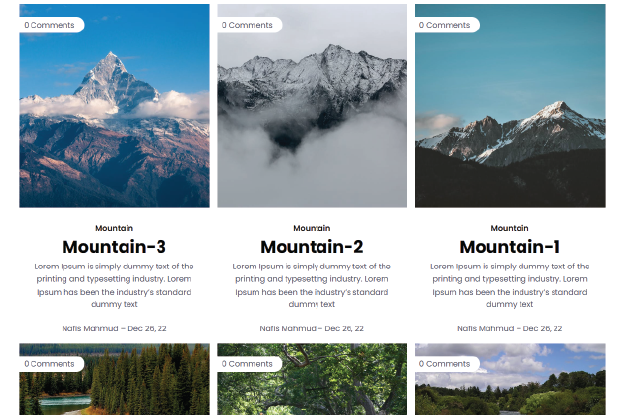 0 Comments
0 Comments
0 Comments
Mountain
Mountain-3
Lorem Ipsum is simply dummy text of the
printing and typesetting industry. Lorem
Ipsum has been the industry's standard
dummy text
Nafis Mahmud - Dec 26, 22
Mountain
Mountain-2
Lorem Ipsum is simply dummy text of the
printing and typesetting industry. Lorem
Ipsum has been the industry's standard
dummy text
Nafis Mahmud - Dec 26, 22
Mountain
Mountain-1
Lorem Ipsum is simply dummy text of the
printing and typesetting industry. Lorem
Ipsum has been the industry's standard
dummy text
Nafis Mahmud - Dec 26, 22
0 Comments
0 Comments
0 Comments